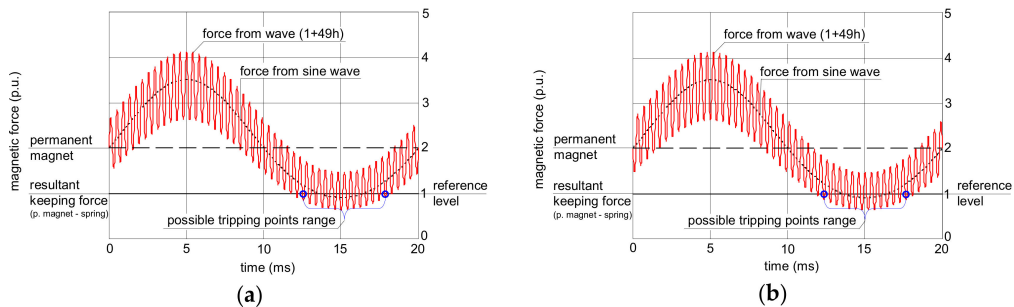 5
force from wave (1+49h)
4
force from sine wave
3
magnetic force (p.u.)
permanent
magnet
2
resultant
keeping force
(p. magnet - spring)
1
reference
level
possible tripping points range
0
0 5 10 15 20
time (ms)
(a)
5
force from wave (1+49h)
4
force from sine wave
3
magnetic force (p.u.)
permanent
magnet
2
resultant
keeping force
(p. magnet - spring)
1
reference
level
possible tripping points range
0
0 5 10 15 20
time (ms)
(b)